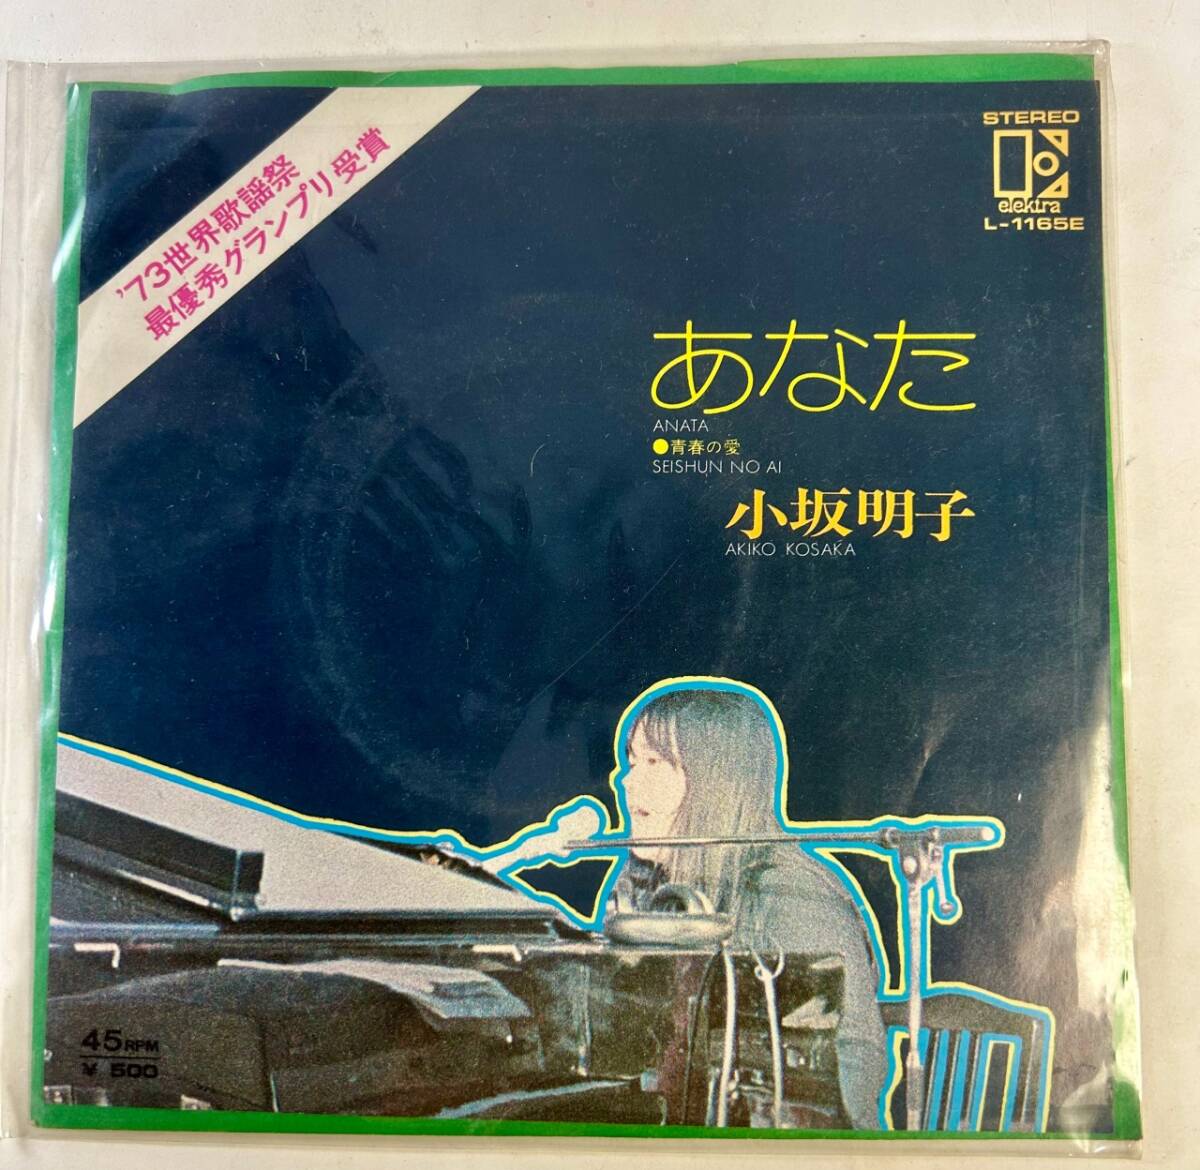 '73世界歌謡祭
最優秀グランプリ受賞
STEREO
elektra
L-1165E
あなた
ANATA
●青春の愛
SEISHUN NO AI
小坂明子
AKIKO KOSAKA
45RPM
¥ 500